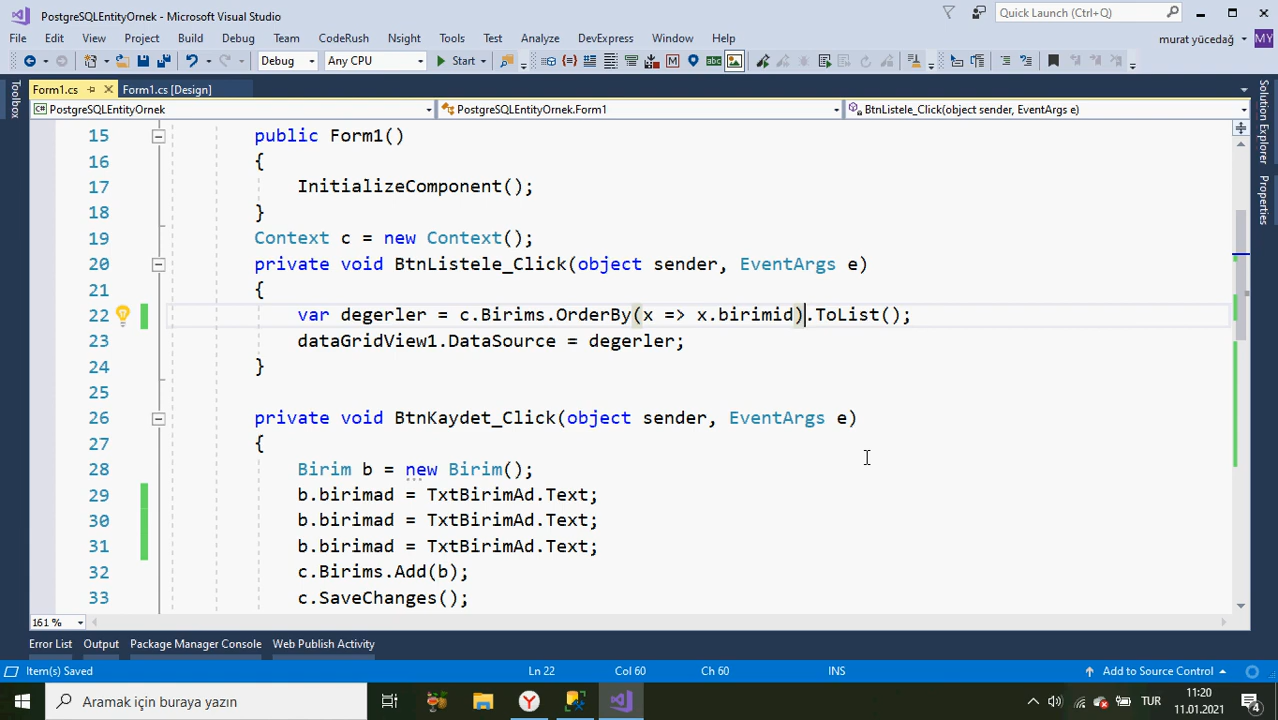 PostgreSQLEntityOrnek - Microsoft Visual Studio
Quick Launch (Ctrl+Q)
File Edit View Project Build Debug Team CodeRush Nsight Tools Test Analyze DevExpress Window Help
murat yücedağ MY
Debug Any CPU Start
Form1.cs Form1.cs [Design]
PostgreSQLEntityOrnek PostgreSQLEntityOrnek.Form1 BtnListele_Click(object sender, EventArgs e)
Toolbox
Solution Explorer
Properties
15 public Form1()
16 {
17 InitializeComponent();
18 }
19 Context c = new Context();
20 private void BtnListele_Click(object sender, EventArgs e)
21 {
22 var degerler = c.Birims.OrderBy(x => x.birimid).ToList();
23 dataGridView1.DataSource = degerler;
24 }
25
26 private void BtnKaydet_Click(object sender, EventArgs e)
27 {
28 Birim b = new Birim();
29 b.birimad = TxtBirimAd.Text;
30 b.birimad = TxtBirimAd.Text;
31 b.birimad = TxtBirimAd.Text;
32 c.Birims.Add(b);
33 c.SaveChanges();
161 %
Error List Output Package Manager Console Web Publish Activity
Item(s) Saved Ln 22 Col 60 Ch 60 INS Add to Source Control
Aramak için buraya yazın
TUR
11:20
11.01.2021
4